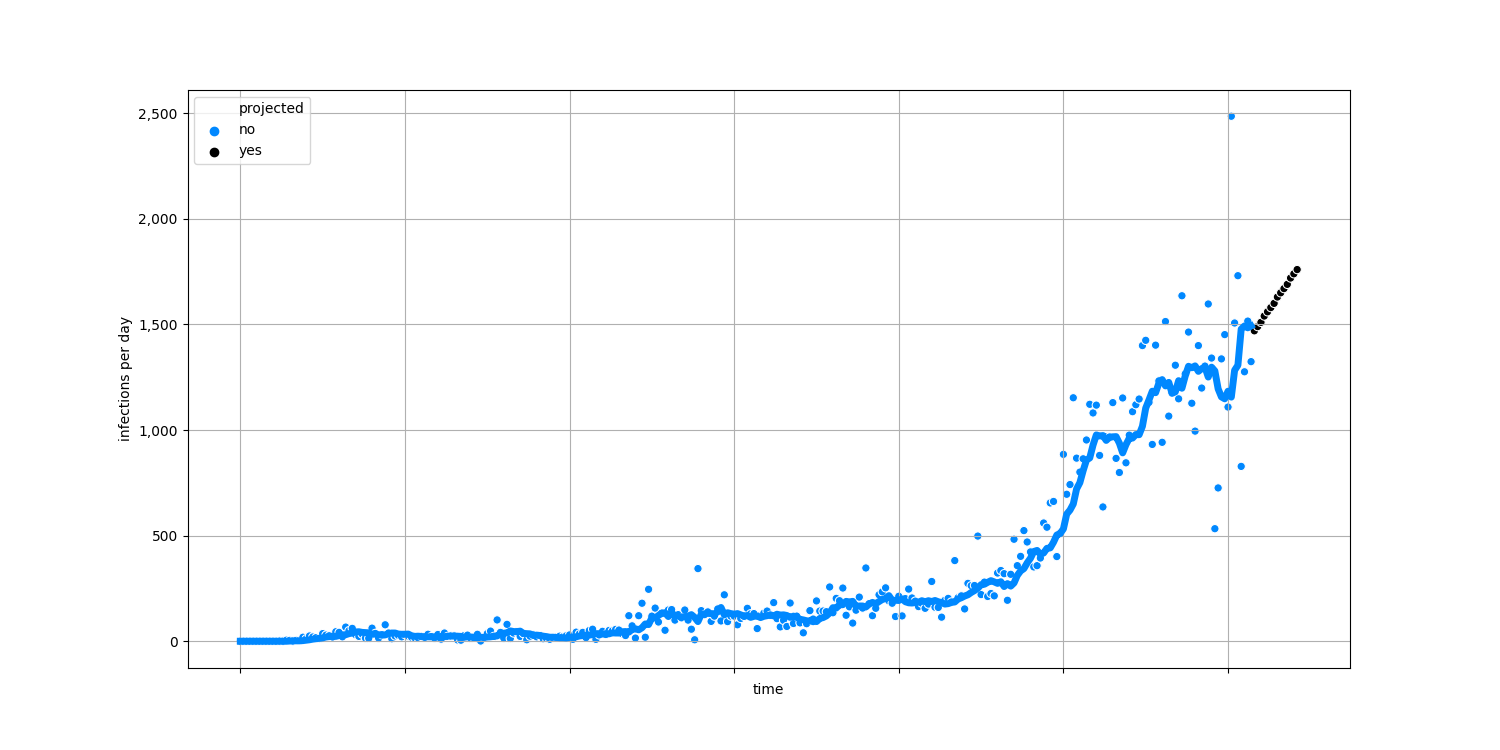 projected
no
yes
2,500
2,000
1,500
1,000
500
0
infections per day
time